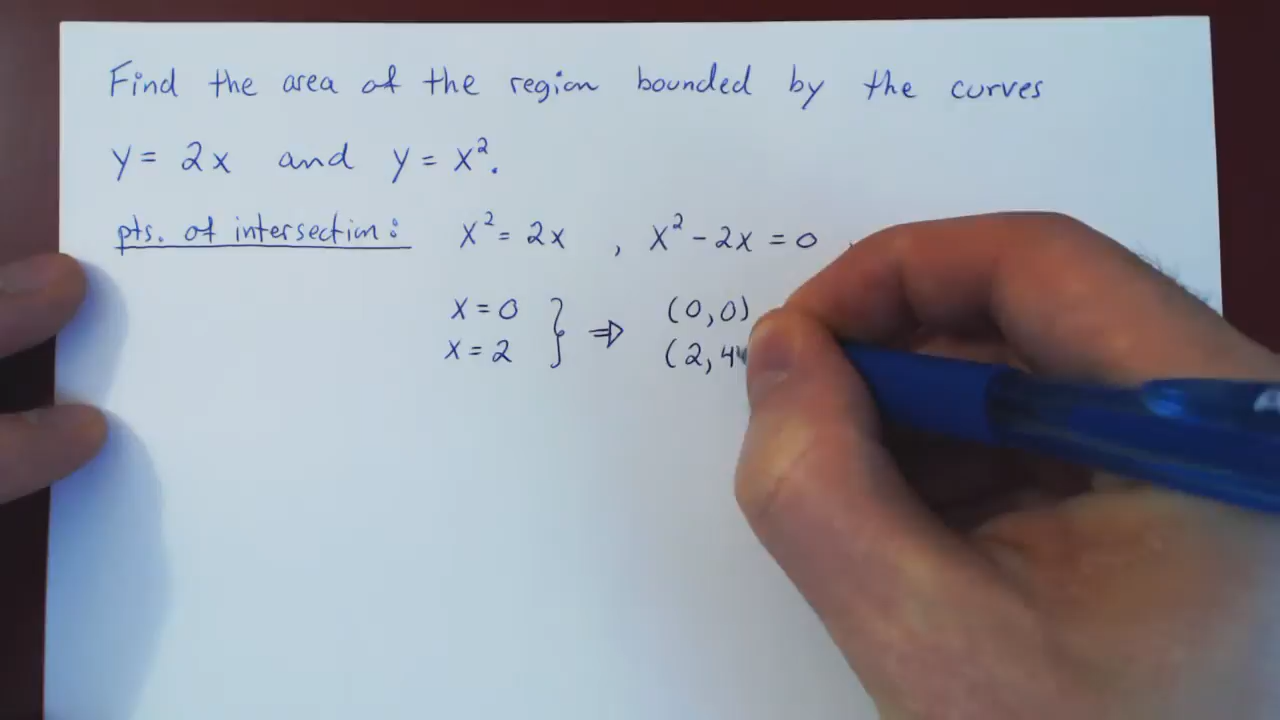 Find the area of the region bounded by the curves
y = 2x and y = x².
pts. of intersection: x² = 2x , x² - 2x = 0
x = 0 } ⇒ (0,0)
x = 2 (2,4